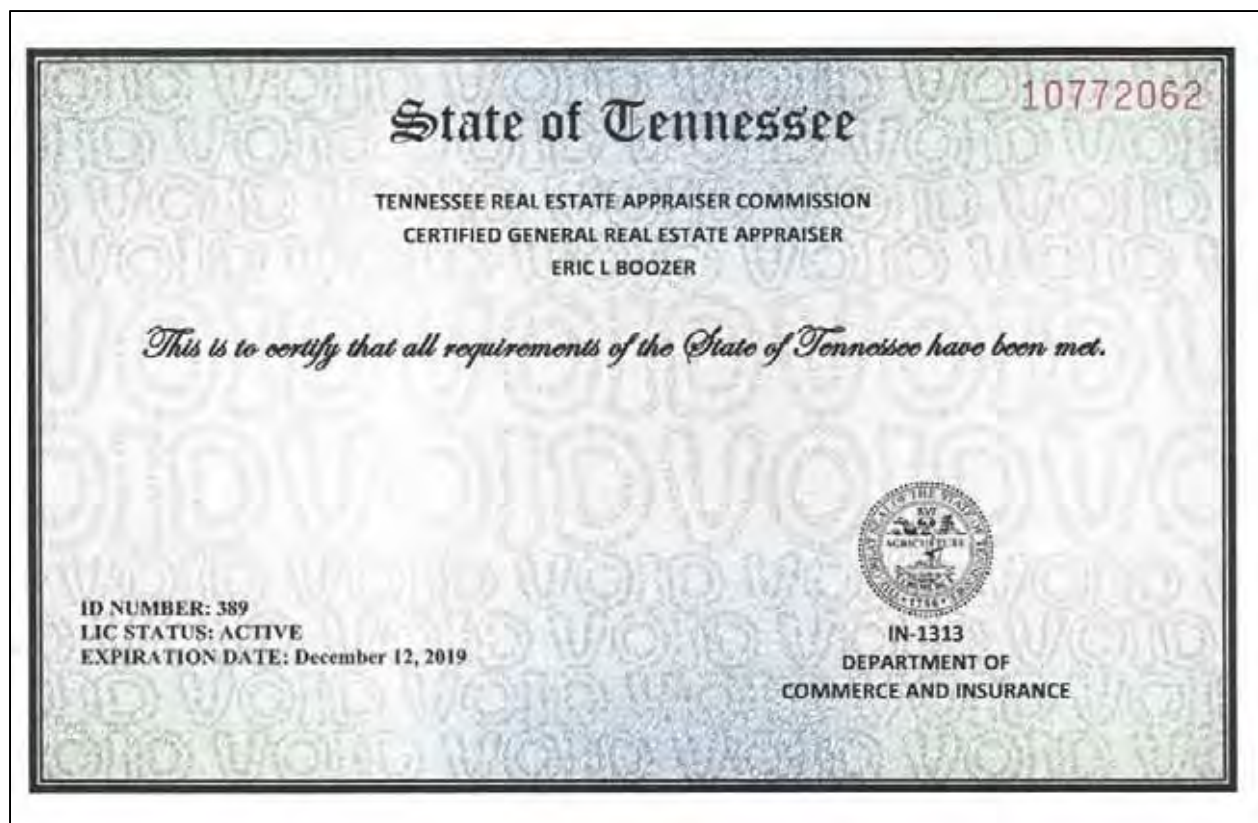 10772062
State of Tennessee
TENNESSEE REAL ESTATE APPRAISER COMMISSION
CERTIFIED GENERAL REAL ESTATE APPRAISER
ERIC L BOOZER
This is to certify that all requirements of the State of Tennessee have been met.
VOID
ID NUMBER: 389
LIC STATUS: ACTIVE
EXPIRATION DATE: December 12, 2019
AGRICULTURE
IN-1313
DEPARTMENT OF
COMMERCE AND INSURANCE